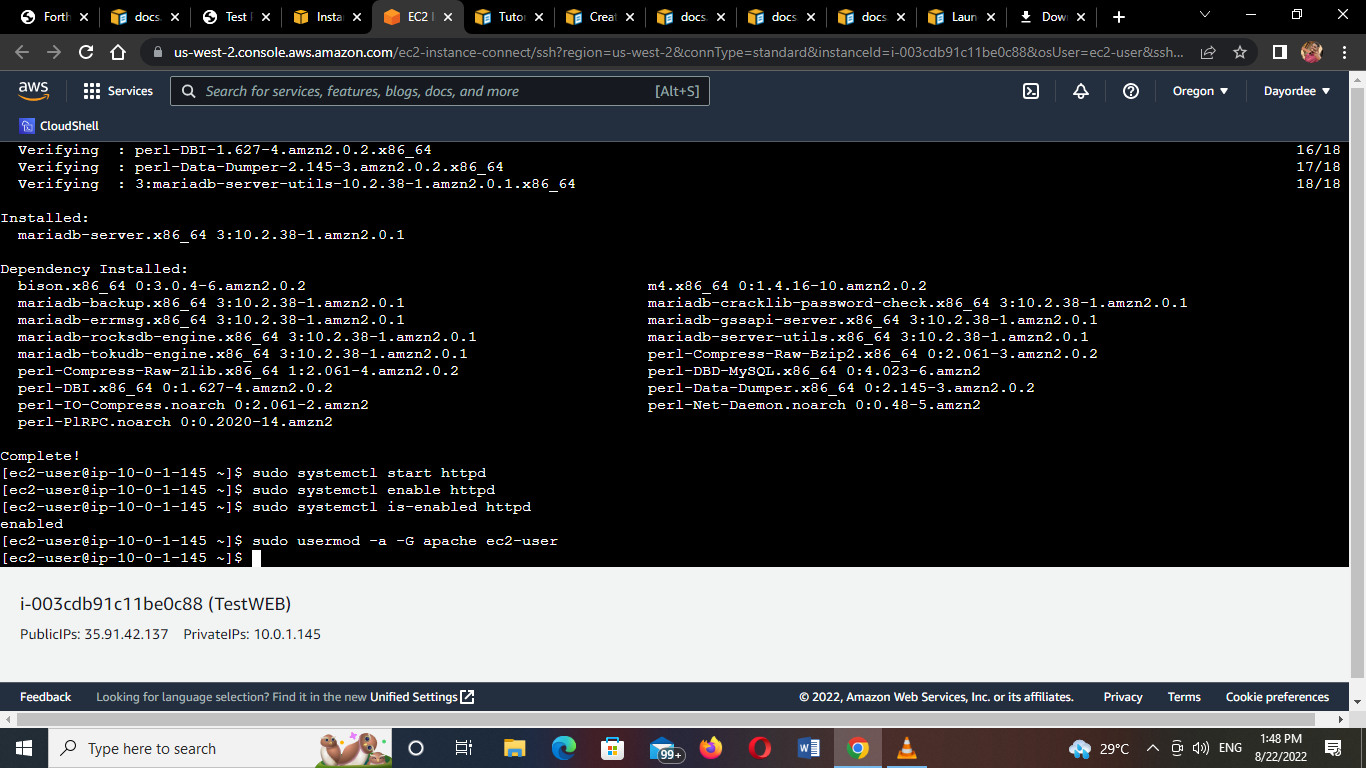 Forth
docs.
Test
Insta
EC2
Tutor
Creat
docs.
docs.
docs.
Laun
Dow
us-west-2.console.aws.amazon.com/ec2-instance-connect/ssh?region=us-west-2&connType=standard&instanceId=i-003cdb91c11be0c88&osUser=ec2-user&ssh...
aws
Services
Search for services, features, blogs, docs, and more
[Alt+S]
Oregon
Dayordee
CloudShell
Verifying : perl-DBI-1.627-4.amzn2.0.2.x86_64 16/18
Verifying : perl-Data-Dumper-2.145-3.amzn2.0.2.x86_64 17/18
Verifying : 3:mariadb-server-utils-10.2.38-1.amzn2.0.1.x86_64 18/18
Installed:
mariadb-server.x86_64 3:10.2.38-1.amzn2.0.1
Dependency Installed:
bison.x86_64 0:3.0.4-6.amzn2.0.2 m4.x86_64 0:1.4.16-10.amzn2.0.2
mariadb-backup.x86_64 3:10.2.38-1.amzn2.0.1 mariadb-cracklib-password-check.x86_64 3:10.2.38-1.amzn2.0.1
mariadb-errmsg.x86_64 3:10.2.38-1.amzn2.0.1 mariadb-gssapi-server.x86_64 3:10.2.38-1.amzn2.0.1
mariadb-rocksdb-engine.x86_64 3:10.2.38-1.amzn2.0.1 mariadb-server-utils.x86_64 3:10.2.38-1.amzn2.0.1
mariadb-tokudb-engine.x86_64 3:10.2.38-1.amzn2.0.1 perl-Compress-Raw-Bzip2.x86_64 0:2.061-3.amzn2.0.2
perl-Compress-Raw-Zlib.x86_64 1:2.061-4.amzn2.0.2 perl-DBD-MySQL.x86_64 0:4.023-6.amzn2
perl-DBI.x86_64 0:1.627-4.amzn2.0.2 perl-Data-Dumper.x86_64 0:2.145-3.amzn2.0.2
perl-IO-Compress.noarch 0:2.061-2.amzn2 perl-Net-Daemon.noarch 0:0.48-5.amzn2
perl-PlRPC.noarch 0:0.2020-14.amzn2
Complete!
[ec2-user@ip-10-0-1-145 ~]$ sudo systemctl start httpd
[ec2-user@ip-10-0-1-145 ~]$ sudo systemctl enable httpd
[ec2-user@ip-10-0-1-145 ~]$ sudo systemctl is-enabled httpd
enabled
[ec2-user@ip-10-0-1-145 ~]$ sudo usermod -a -G apache ec2-user
[ec2-user@ip-10-0-1-145 ~]$
i-003cdb91c11be0c88 (TestWEB)
PublicIPs: 35.91.42.137 PrivateIPs: 10.0.1.145
Feedback
Looking for language selection? Find it in the new Unified Settings
© 2022, Amazon Web Services, Inc. or its affiliates.
Privacy
Terms
Cookie preferences
Type here to search
99+
29°C
ENG
1:48 PM
8/22/2022